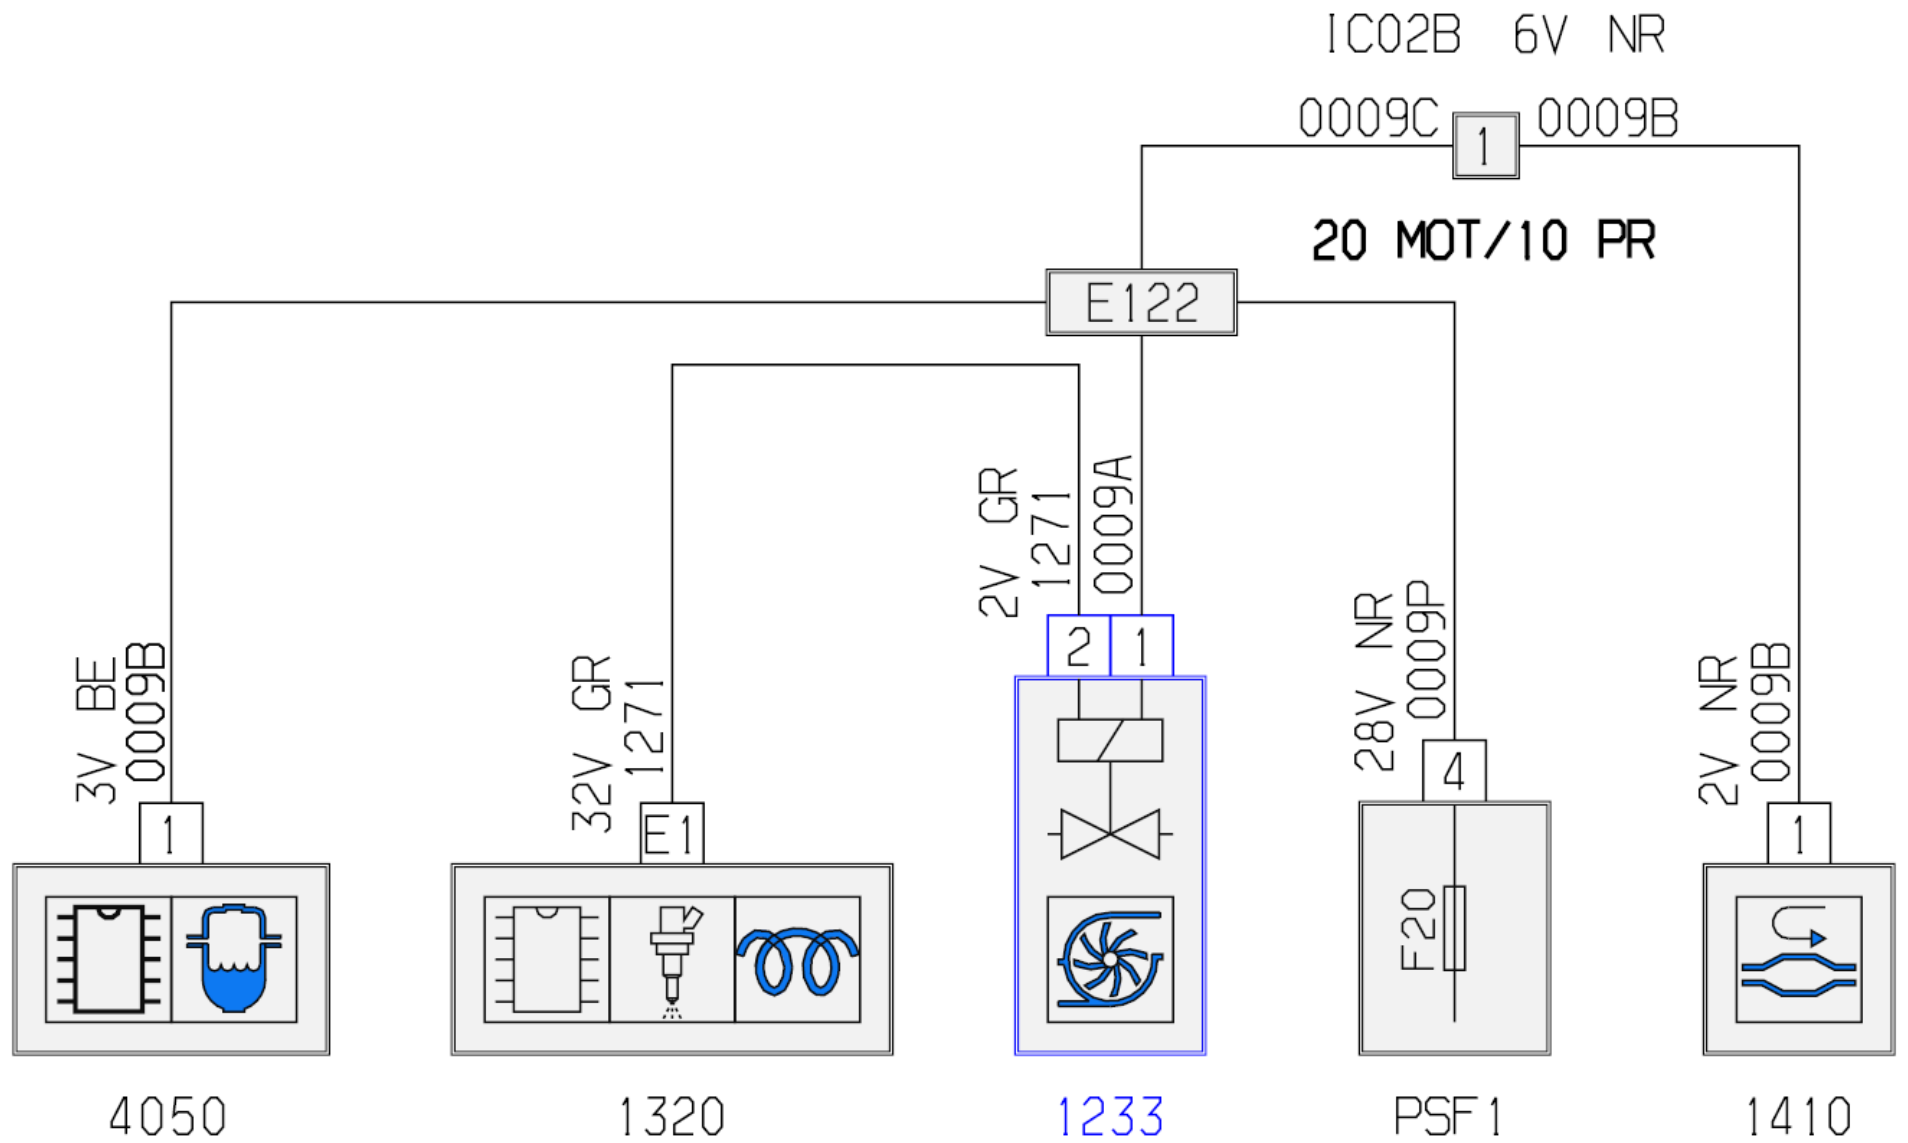 IC02B 6V NR
0009C 1 0009B
20 MOT/10 PR
E122
2V GR
1271
0009A
2 1
3V BE
0009B
1
32V GR
1271
E1
28V NR
0009P
4
2V NR
0009B
1
F20
4050 1320 1233 PSF1 1410